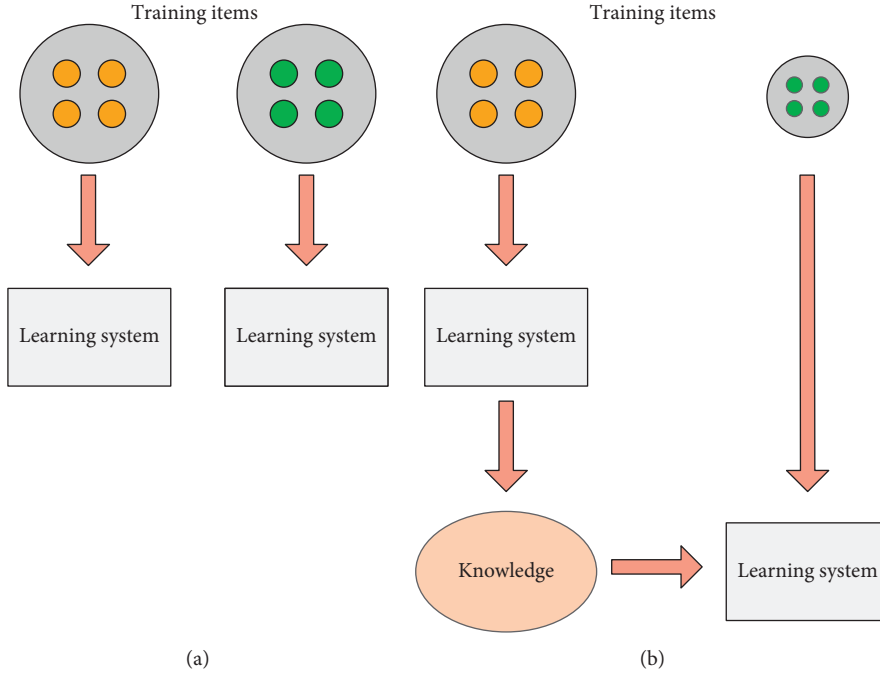 Training items
Training items
Learning system
Learning system
Learning system
Knowledge
Learning system
(a)
(b)